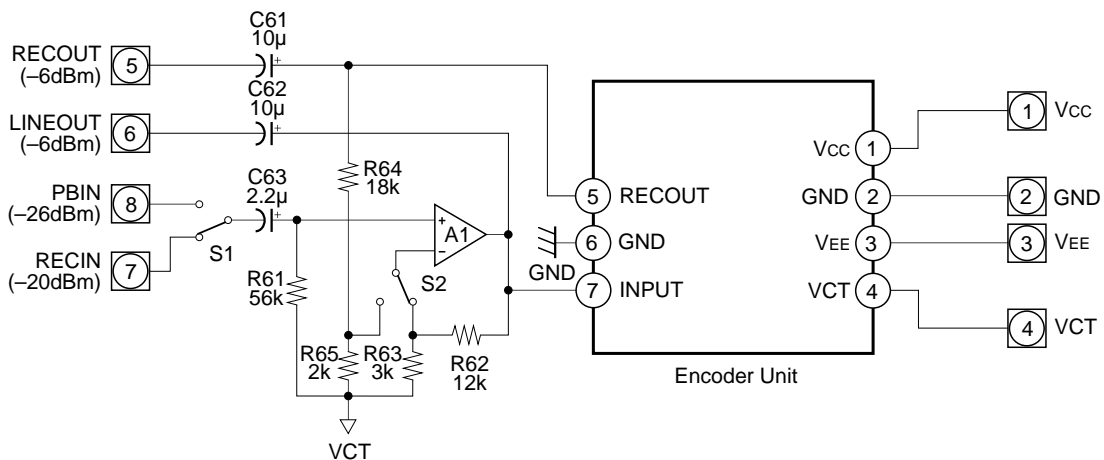 C61
10μ
RECOUT
(–6dBm)
5
+
C62
10μ
LINEOUT
(–6dBm)
6
+
PBIN
(–26dBm)
8
C63
2.2μ
+
R64
18k
S1
RECIN
(–20dBm)
7
R61
56k
+
–
A1
S2
R65
2k
R63
3k
R62
12k
VCT
5
RECOUT
6
GND
GND
7
INPUT
VCC
1
GND
2
VEE
3
VCT
4
Encoder Unit
1
VCC
2
GND
3
VEE
4
VCT